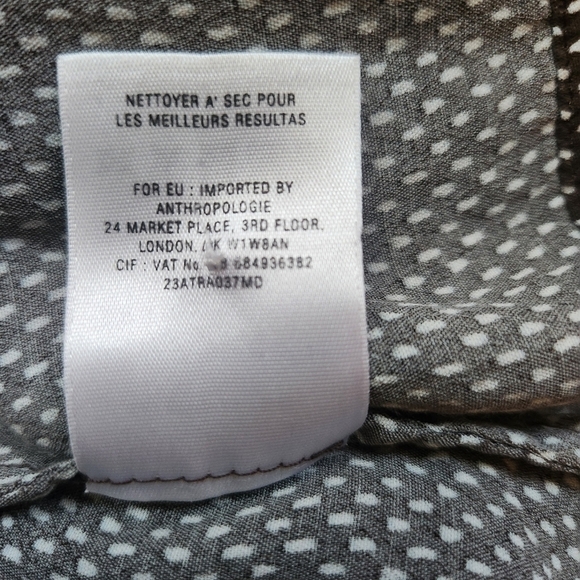 NETTOYER A' SEC POUR
LES MEILLEURS RESULTAS
FOR EU : IMPORTED BY
ANTHROPOLOGIE
24 MARKET PLACE, 3RD FLOOR,
LONDON, W1W8AN
CIF : VAT No 684936382
23ATRA037MD